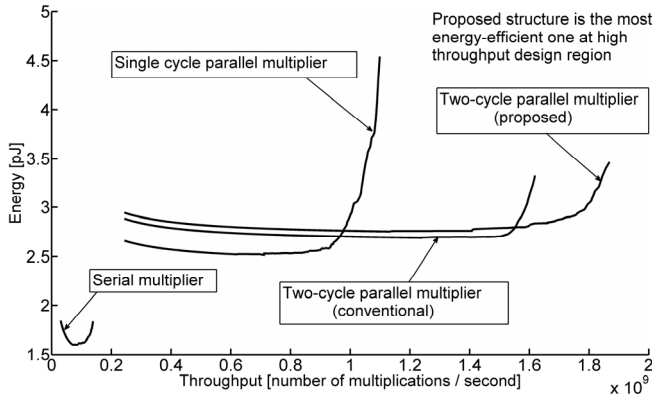 Proposed structure is the most
energy-efficient one at high
throughput design region
Single cycle parallel multiplier
Two-cycle parallel multiplier
(proposed)
Serial multiplier
Two-cycle parallel multiplier
(conventional)
Energy [pJ]
5
4.5
4
3.5
3
2.5
2
1.5
0 0.2 0.4 0.6 0.8 1 1.2 1.4 1.6 1.8 2
Throughput [number of multiplications / second]
x 10⁹